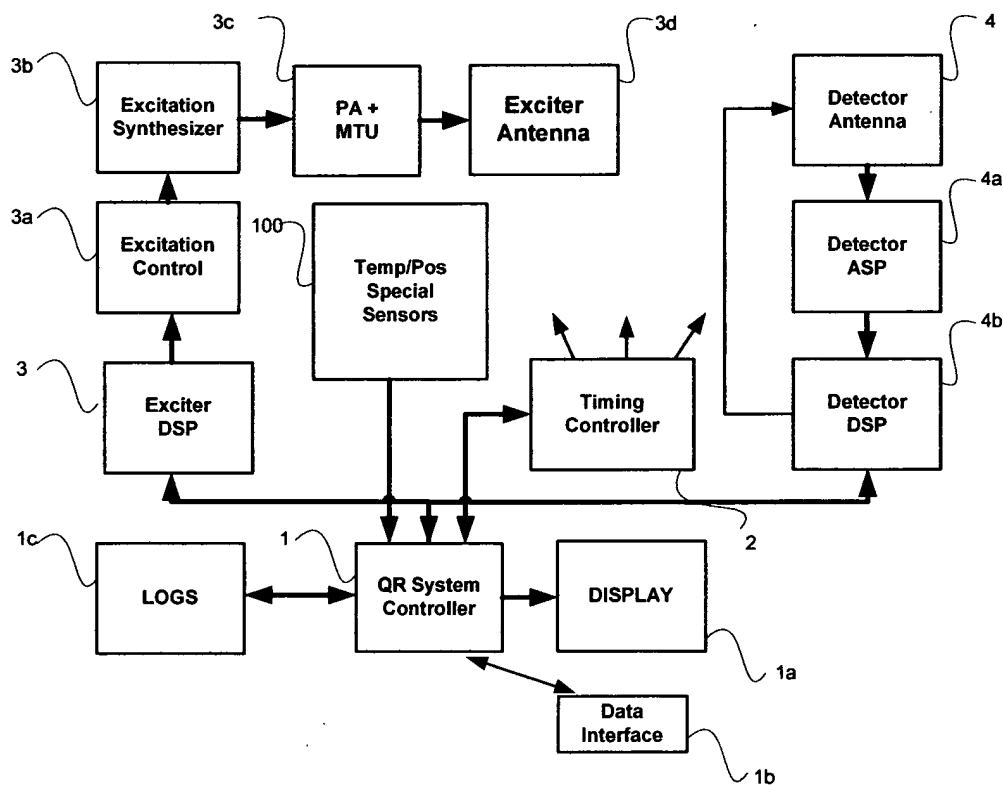 3c
3d
4
3b
Excitation
Synthesizer
PA +
MTU
Exciter
Antenna
Detector
Antenna
3a
4a
100
Excitation
Control
Temp/Pos
Special
Sensors
Detector
ASP
4b
3
Exciter
DSP
Timing
Controller
Detector
DSP
1c
1
2
LOGS
QR System
Controller
DISPLAY
1a
Data
Interface
1b